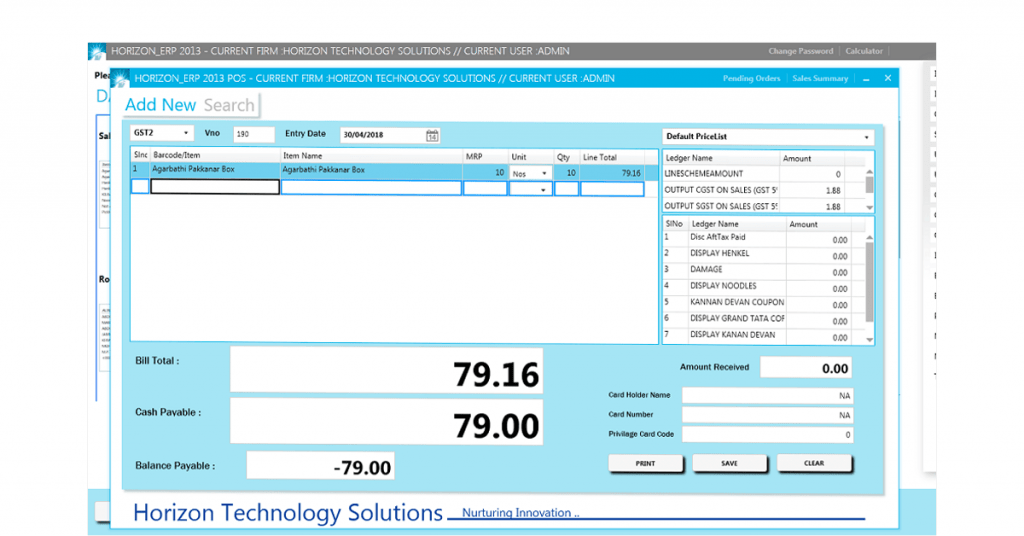 HORIZON_ERP 2013 - CURRENT FIRM :HORIZON TECHNOLOGY SOLUTIONS // CURRENT USER :ADMIN Change Password Calculator
Plea
HORIZON_ERP 2013 POS - CURRENT FIRM :HORIZON TECHNOLOGY SOLUTIONS // CURRENT USER :ADMIN Pending Orders Sales Summary
Add New Search
GST2 Vno 190 Entry Date 30/04/2018 14 Default PriceList
Slnc Barcode/Item Item Name MRP Unit Qty Line Total
1 Agarbathi Pakkanar Box Agarbathi Pakkanar Box 10 Nos 10 79.16
Ledger Name Amount
LINESCHEMEAMOUNT 0
OUTPUT CGST ON SALES (GST 5° 1.88
OUTPUT SGST ON SALES (GST 5% 1.88
SlNo Ledger Name Amount
1 Disc AftTax Paid 0.00
2 DISPLAY HENKEL 0.00
3 DAMAGE 0.00
4 DISPLAY NOODLES 0.00
5 KANNAN DEVAN COUPON 0.00
6 DISPLAY GRAND TATA COF 0.00
7 DISPLAY KANAN DEVAN 0.00
Sal
Ro
Bill Total : 79.16
Cash Payable : 79.00
Balance Payable : -79.00
Amount Received 0.00
Card Holder Name NA
Card Number NA
Privilage Card Code 0
PRINT SAVE CLEAR
Horizon Technology Solutions Nurturing Innovation ..